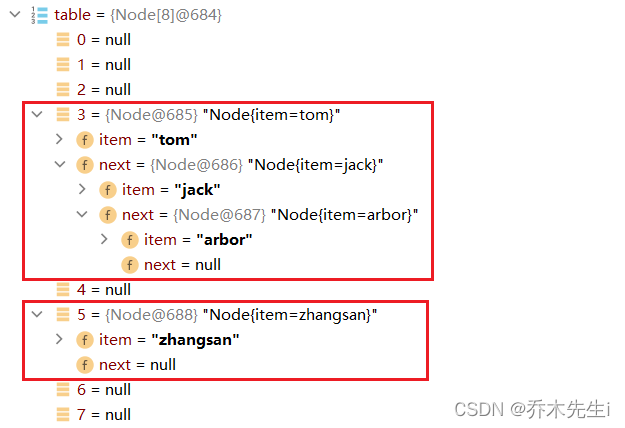 table = {Node[8]@684}
0 = null
1 = null
2 = null
3 = {Node@685} "Node{item=tom}"
f item = "tom"
f next = {Node@686} "Node{item=jack}"
f item = "jack"
f next = {Node@687} "Node{item=arbor}"
f item = "arbor"
f next = null
4 = null
5 = {Node@688} "Node{item=zhangsan}"
f item = "zhangsan"
f next = null
6 = null
7 = null
CSDN @乔木先生i